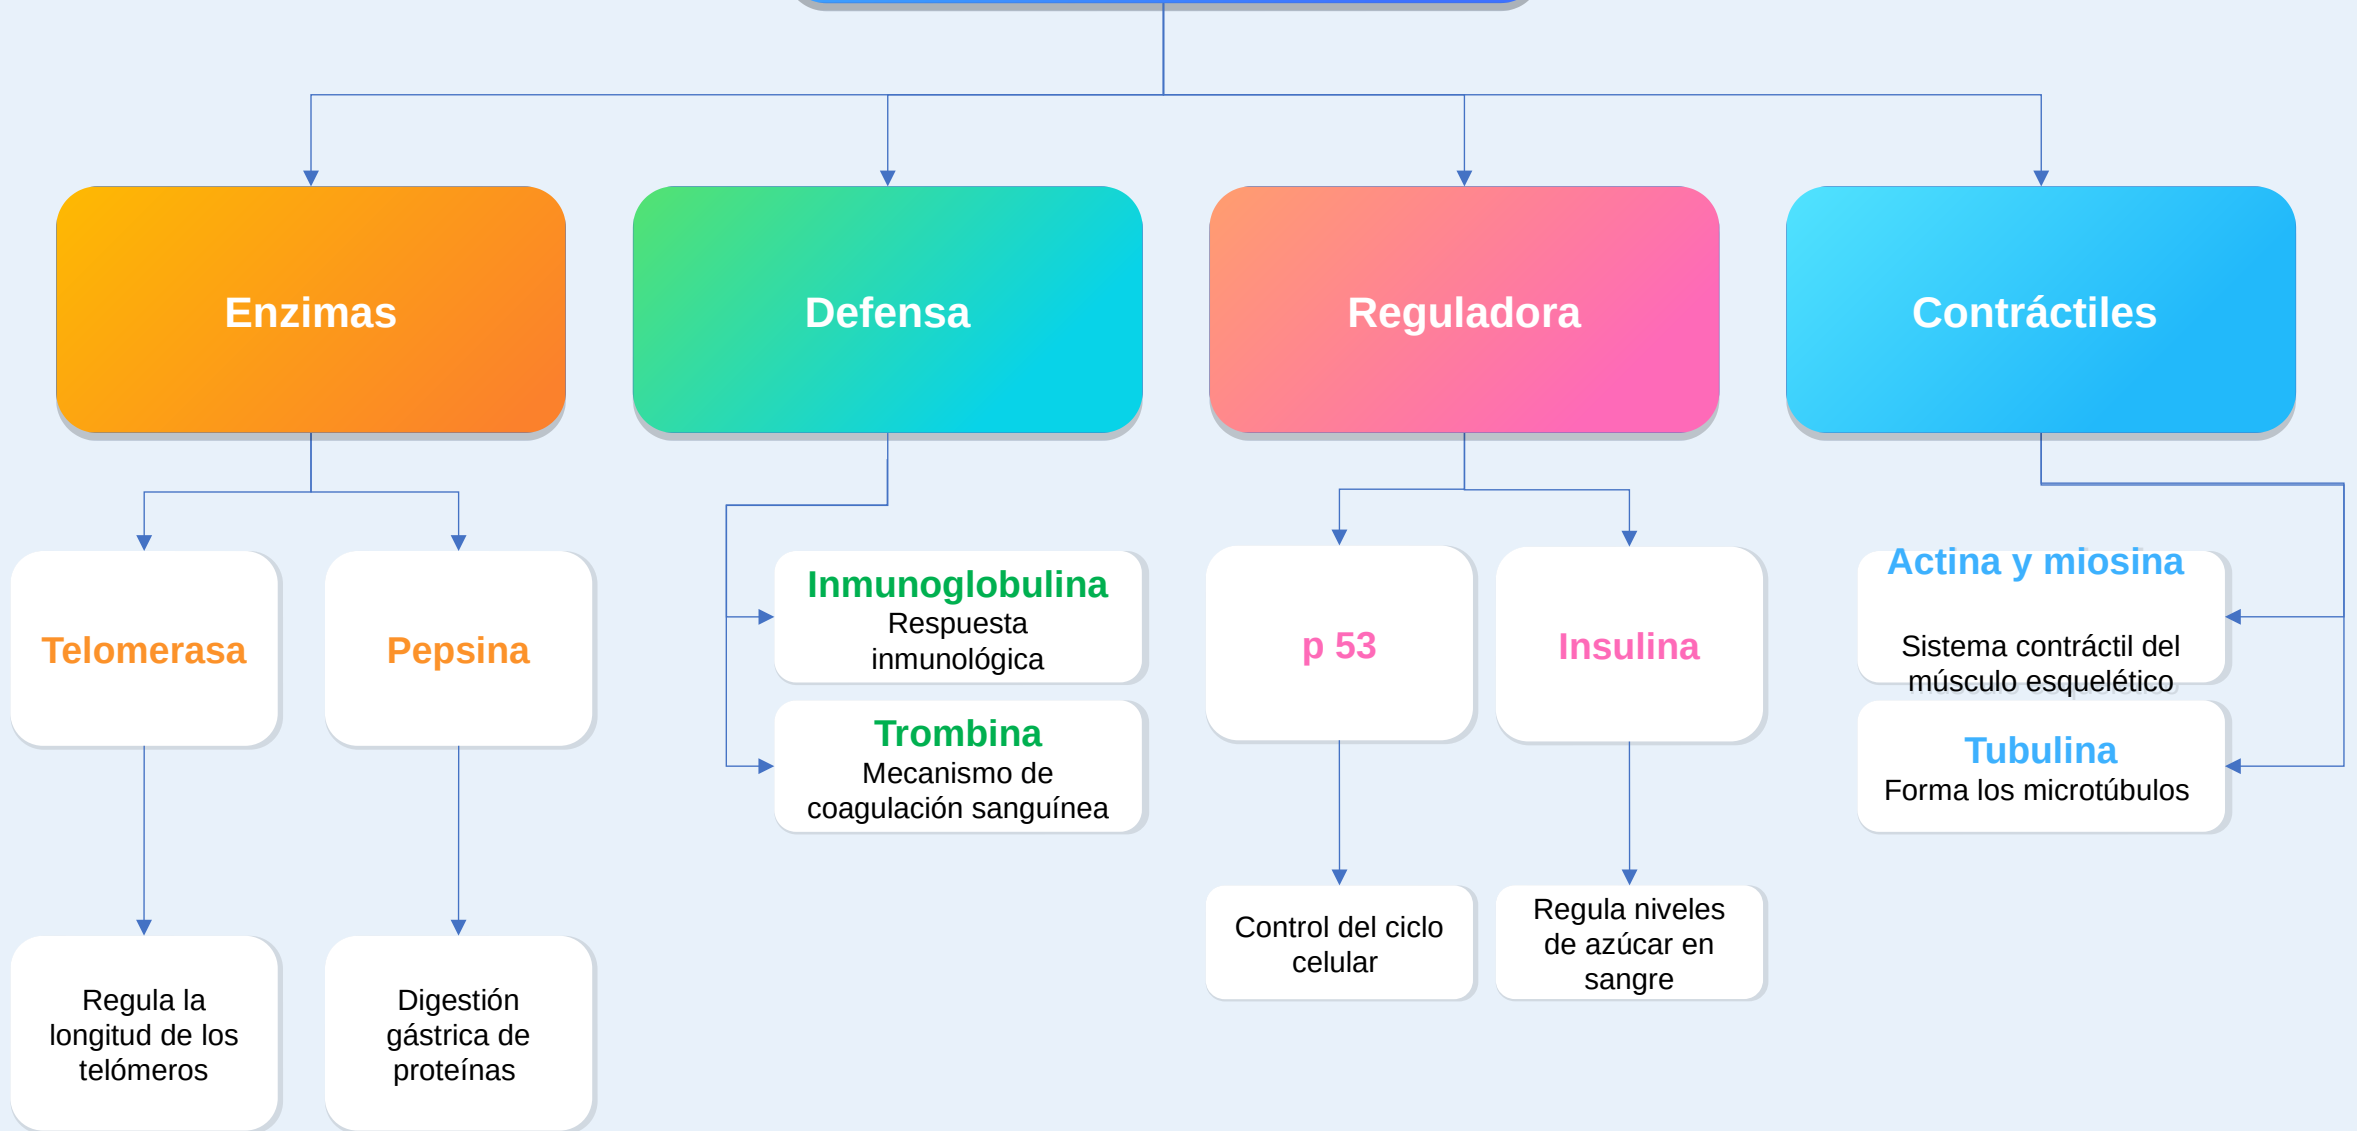 Enzimas
Defensa
Reguladora
Contráctiles
Telomerasa
Pepsina
Inmunoglobulina
Respuesta
inmunológica
Trombina
Mecanismo de
coagulación sanguínea
p 53
Insulina
Actina y miosina
Sistema contráctil del
músculo esquelético
Tubulina
Forma los microtúbulos
Regula la
longitud de los
telómeros
Digestión
gástrica de
proteínas
Control del ciclo
celular
Regula niveles
de azúcar en
sangre